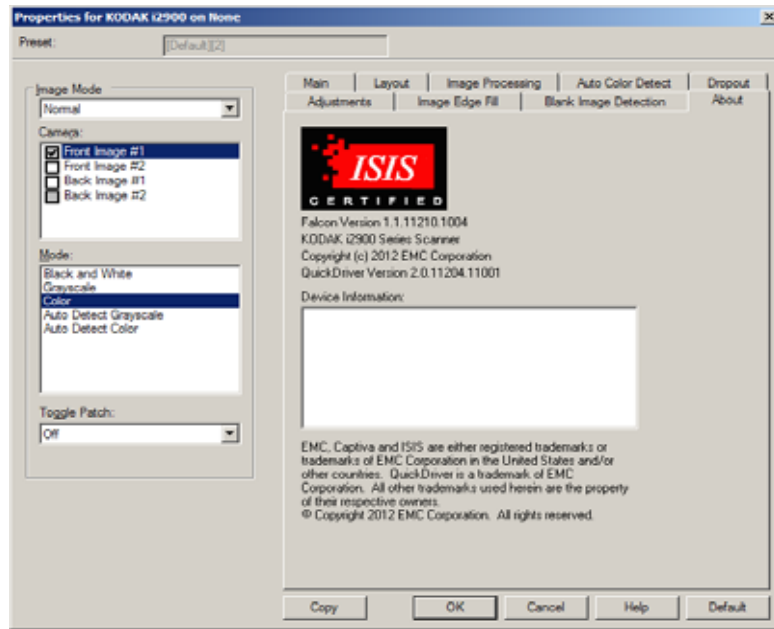 Properties for KODAK i2900 on None
Preset:
[Default][2]
Image Mode
Normal
Camera:
Front Image #1
Front Image #2
Back Image #1
Back Image #2
Mode:
Black and White
Grayscale
Color
Auto Detect Grayscale
Auto Detect Color
Toggle Patch:
Off
Main Layout Image Processing Auto Color Detect Dropout
Adjustments Image Edge Fill Blank Image Detection About
ISIS
CERTIFIED
Falcon Version 1.1.11210.1004
KODAK i2900 Series Scanner
Copyright (c) 2012 EMC Corporation
QuickDriver Version 2.0.11204.11001
Device Information:
EMC, Captiva and ISIS are either registered trademarks or
trademarks of EMC Corporation in the United States and/or
other countries. QuickDriver is a trademark of EMC
Corporation. All other trademarks used herein are the property
of their respective owners.
© Copyright 2012 EMC Corporation. All rights reserved.
Copy OK Cancel Help Default